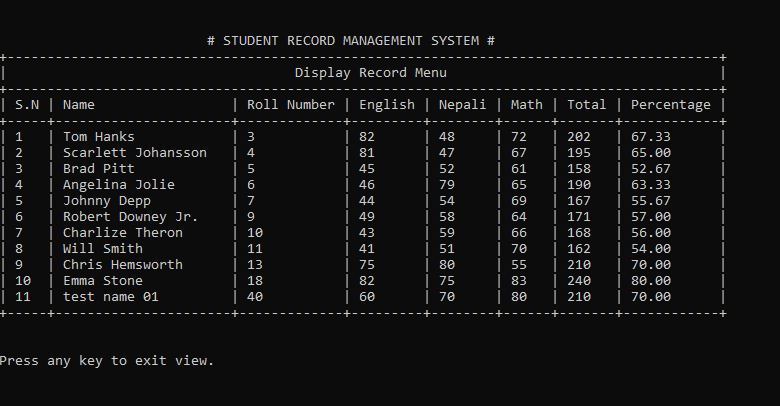 # STUDENT RECORD MANAGEMENT SYSTEM #
+-----------------------------------------------------------------------------------------+
|                                    Display Record Menu                                  |
+-----------------------------------------------------------------------------------------+
| S.N | Name                 | Roll Number | English | Nepali | Math | Total | Percentage |
+-----+----------------------+-------------+---------+--------+------+-------+------------+
| 1   | Tom Hanks            | 3           | 82      | 48     | 72   | 202   | 67.33      |
| 2   | Scarlett Johansson   | 4           | 81      | 47     | 67   | 195   | 65.00      |
| 3   | Brad Pitt            | 5           | 45      | 52     | 61   | 158   | 52.67      |
| 4   | Angelina Jolie       | 6           | 46      | 79     | 65   | 190   | 63.33      |
| 5   | Johnny Depp          | 7           | 44      | 54     | 69   | 167   | 55.67      |
| 6   | Robert Downey Jr.    | 9           | 49      | 58     | 64   | 171   | 57.00      |
| 7   | Charlize Theron      | 10          | 43      | 59     | 66   | 168   | 56.00      |
| 8   | Will Smith           | 11          | 41      | 51     | 70   | 162   | 54.00      |
| 9   | Chris Hemsworth      | 13          | 75      | 80     | 55   | 210   | 70.00      |
| 10  | Emma Stone           | 18          | 82      | 75     | 83   | 240   | 80.00      |
| 11  | test name 01         | 40          | 60      | 70     | 80   | 210   | 70.00      |
+-----+----------------------+-------------+---------+--------+------+-------+------------+
Press any key to exit view.